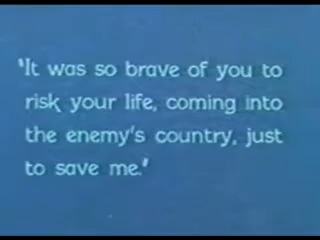 "It was so brave of you to
risk your life, coming into
the enemy's country, just
to save me."